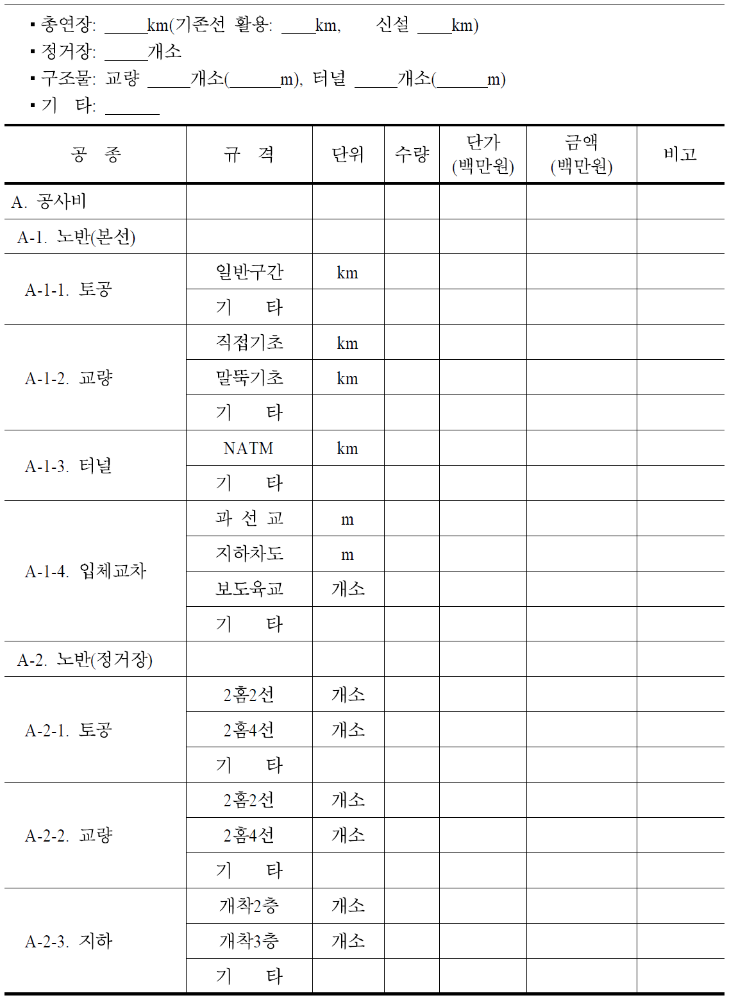 ▪총연장: _____km(기존선 활용: ____km, 신설 ____km)
▪정거장: _____개소
▪구조물: 교량 _____개소(______m), 터널 _____개소(______m)
▪기 타: ______
공 종 규 격 단위 수량 단가 (백만원) 금액 (백만원) 비고
A. 공사비
A-1. 노반(본선)
A-1-1. 토공 일반구간 km
기 타
A-1-2. 교량 직접기초 km
말뚝기초 km
기 타
A-1-3. 터널 NATM km
기 타
A-1-4. 입체교차 과 선 교 m
지하차도 m
보도육교 개소
기 타
A-2. 노반(정거장)
A-2-1. 토공 2홈2선 개소
2홈4선 개소
기 타
A-2-2. 교량 2홈2선 개소
2홈4선 개소
기 타
A-2-3. 지하 개착2층 개소
개착3층 개소
기 타